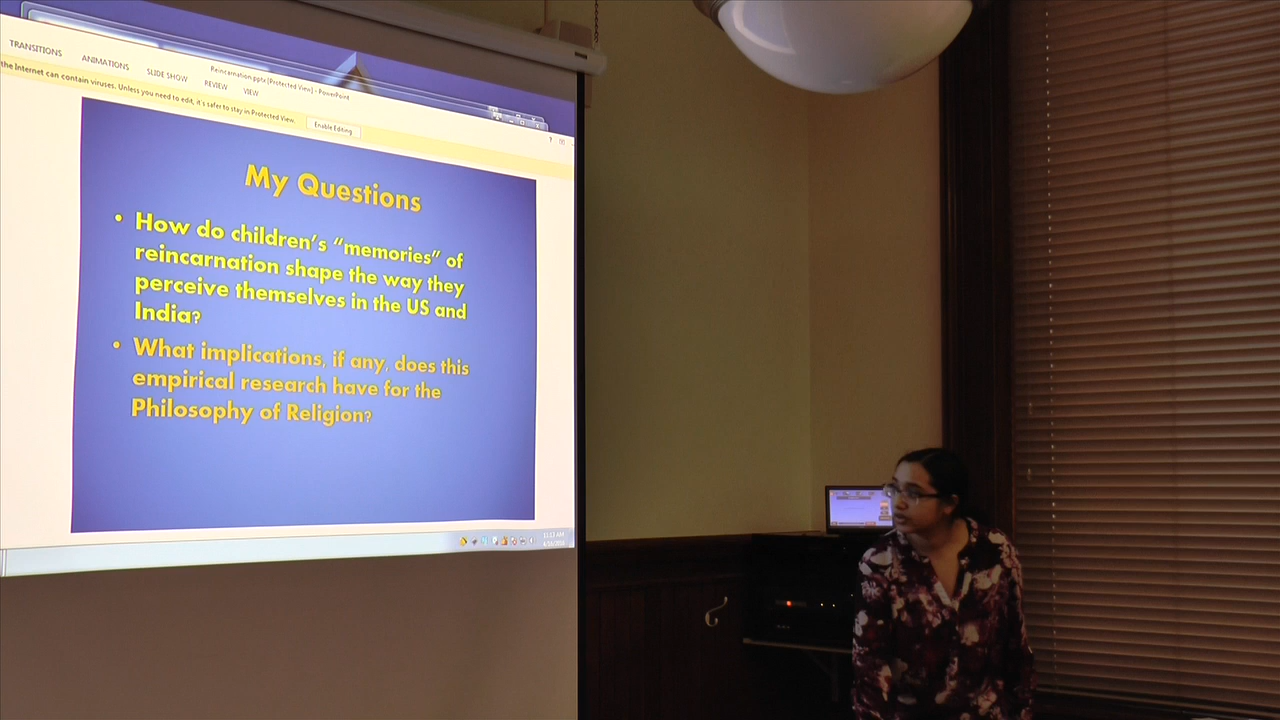 Reincarnation.pptx [Protected View] - PowerPoint
TRANSITIONS ANIMATIONS SLIDE SHOW REVIEW VIEW
the Internet can contain viruses. Unless you need to edit, it's safer to stay in Protected View. Enable Editing
My Questions
• How do children's "memories" of
reincarnation shape the way they
perceive themselves in the US and
India?
• What implications, if any, does this
empirical research have for the
Philosophy of Religion?
11:13 AM